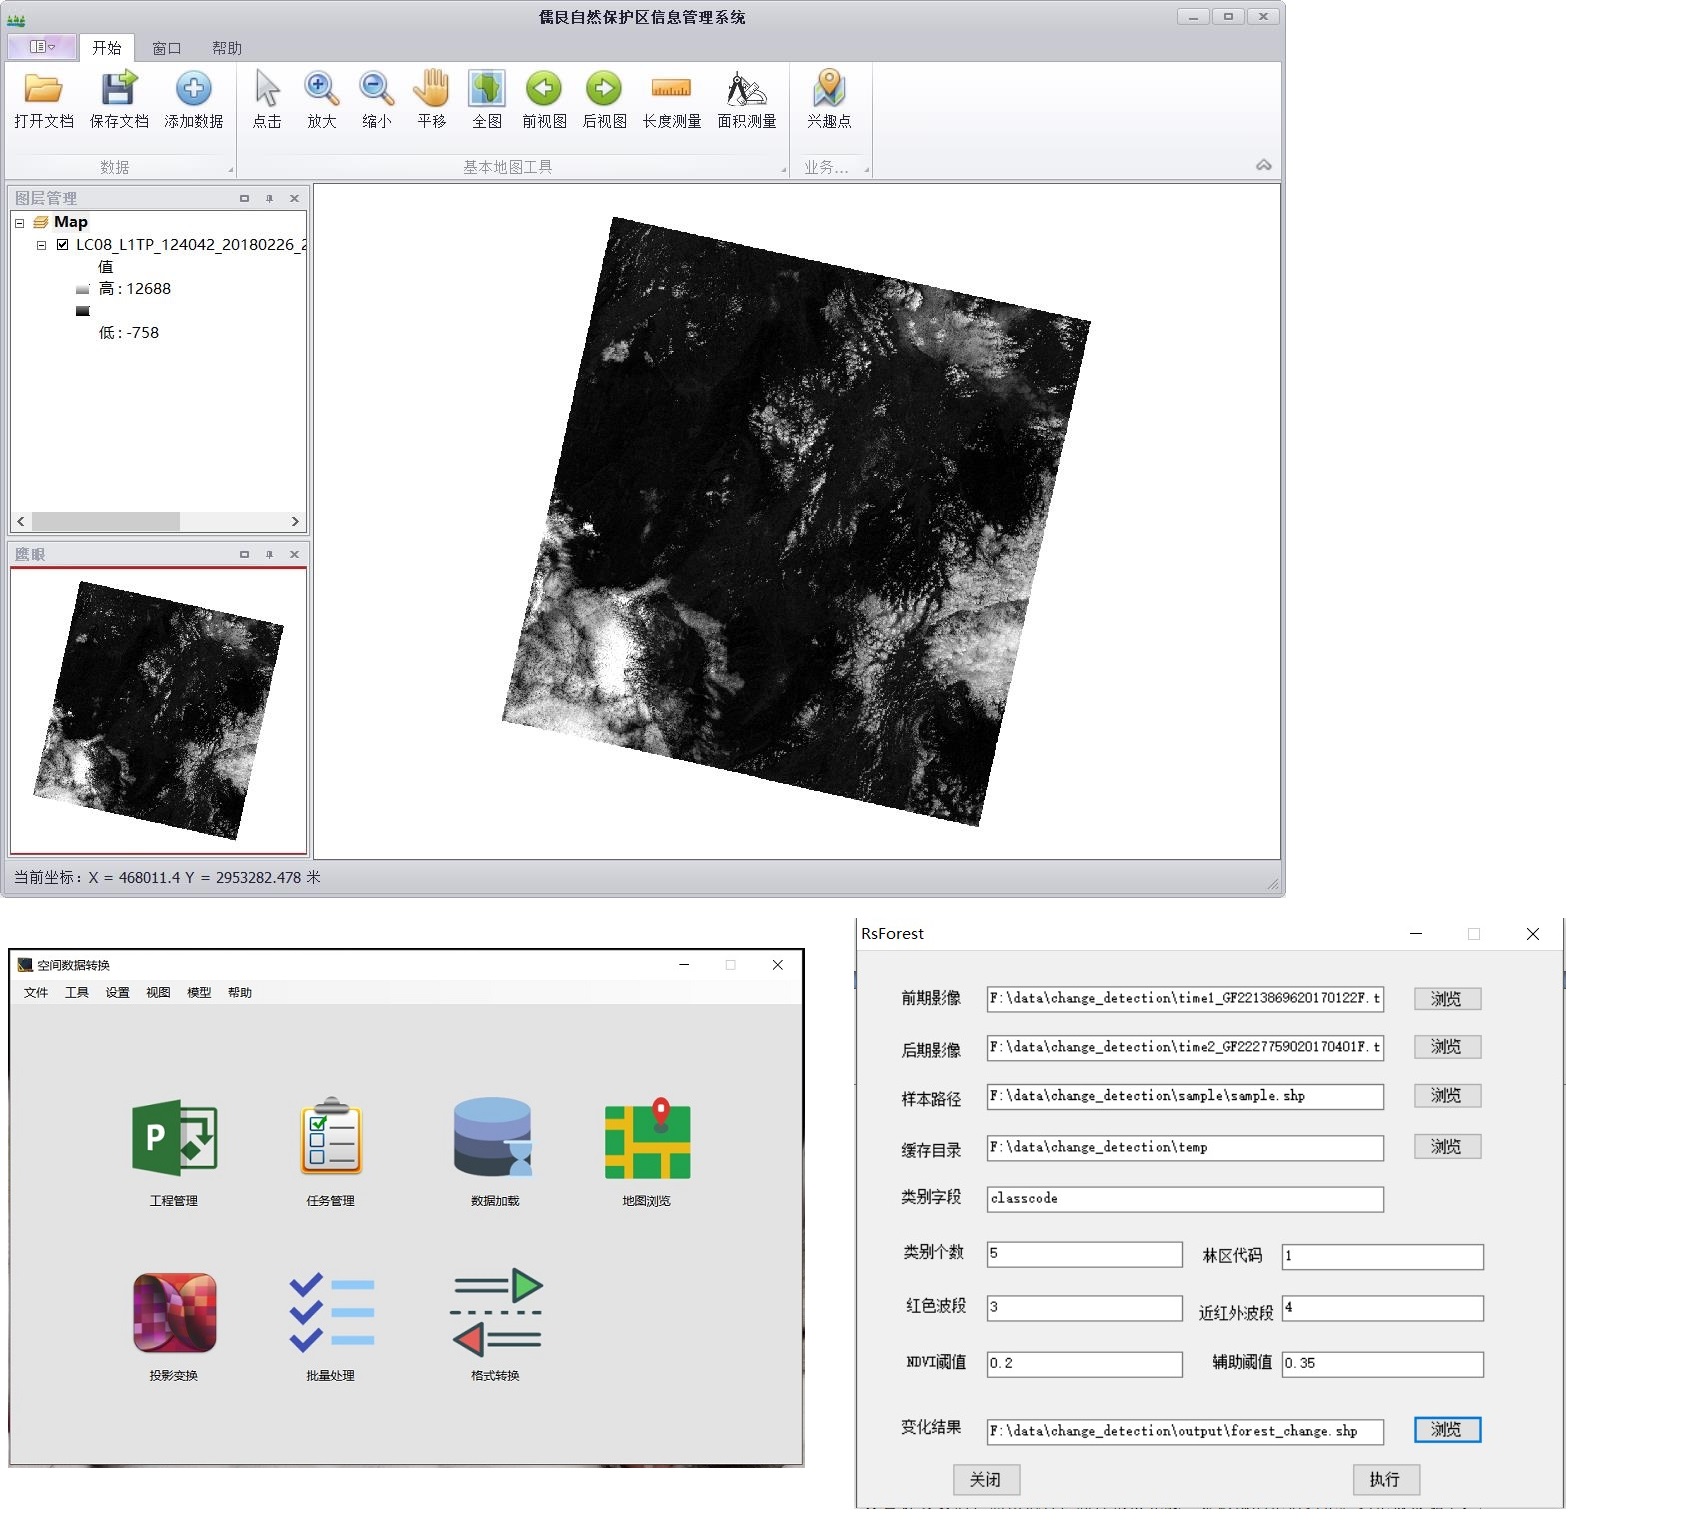 儒艮自然保护区信息管理系统
开始 窗口 帮助
打开文档 保存文档 添加数据 点击 放大 缩小 平移 全图 前视图 后视图 长度测量 面积测量 兴趣点
数据 基本地图工具 业务...
图层管理
Map
LC08_L1TP_124042_20180226_2
值
高 : 12688
低 : -758
鹰眼
当前坐标：X = 468011.4 Y = 2953282.478 米
空间数据转换
文件 工具 设置 视图 模型 帮助
P
工程管理 任务管理 数据加载 地图浏览
投影变换 批量处理 格式转换
RsForest
前期影像 F:\data\change_detection\time1_GF2213869620170122F.t 浏览
后期影像 F:\data\change_detection\time2_GF2227759020170401F.t 浏览
样本路径 F:\data\change_detection\sample\sample.shp 浏览
缓存目录 F:\data\change_detection\temp 浏览
类别字段 classcode
类别个数 5 林区代码 1
红色波段 3 近红外波段 4
NDVI阈值 0.2 辅助阈值 0.35
变化结果 F:\data\change_detection\output\forest_change.shp 浏览
关闭 执行